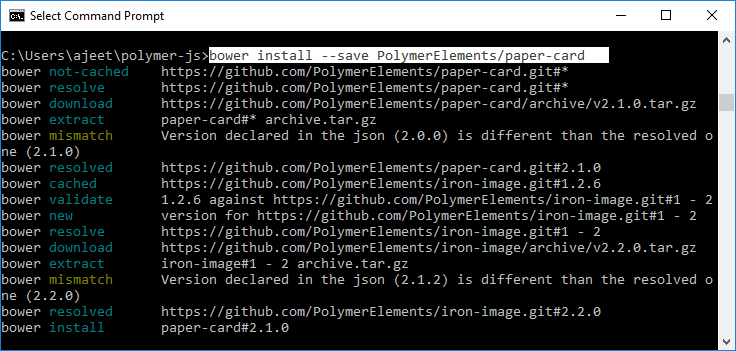 Select Command Prompt
C:\Users\ajeet\polymer-js>bower install --save PolymerElements/paper-card
bower not-cached https://github.com/PolymerElements/paper-card.git#*
bower resolve https://github.com/PolymerElements/paper-card.git#*
bower download https://github.com/PolymerElements/paper-card/archive/v2.1.0.tar.gz
bower extract paper-card#* archive.tar.gz
bower mismatch Version declared in the json (2.0.0) is different than the resolved o
ne (2.1.0)
bower resolved https://github.com/PolymerElements/paper-card.git#2.1.0
bower cached https://github.com/PolymerElements/iron-image.git#1.2.6
bower validate 1.2.6 against https://github.com/PolymerElements/iron-image.git#1 - 2
bower new version for https://github.com/PolymerElements/iron-image.git#1 - 2
bower resolve https://github.com/PolymerElements/iron-image.git#1 - 2
bower download https://github.com/PolymerElements/iron-image/archive/v2.2.0.tar.gz
bower extract iron-image#1 - 2 archive.tar.gz
bower mismatch Version declared in the json (2.1.2) is different than the resolved o
ne (2.2.0)
bower resolved https://github.com/PolymerElements/iron-image.git#2.2.0
bower install paper-card#2.1.0